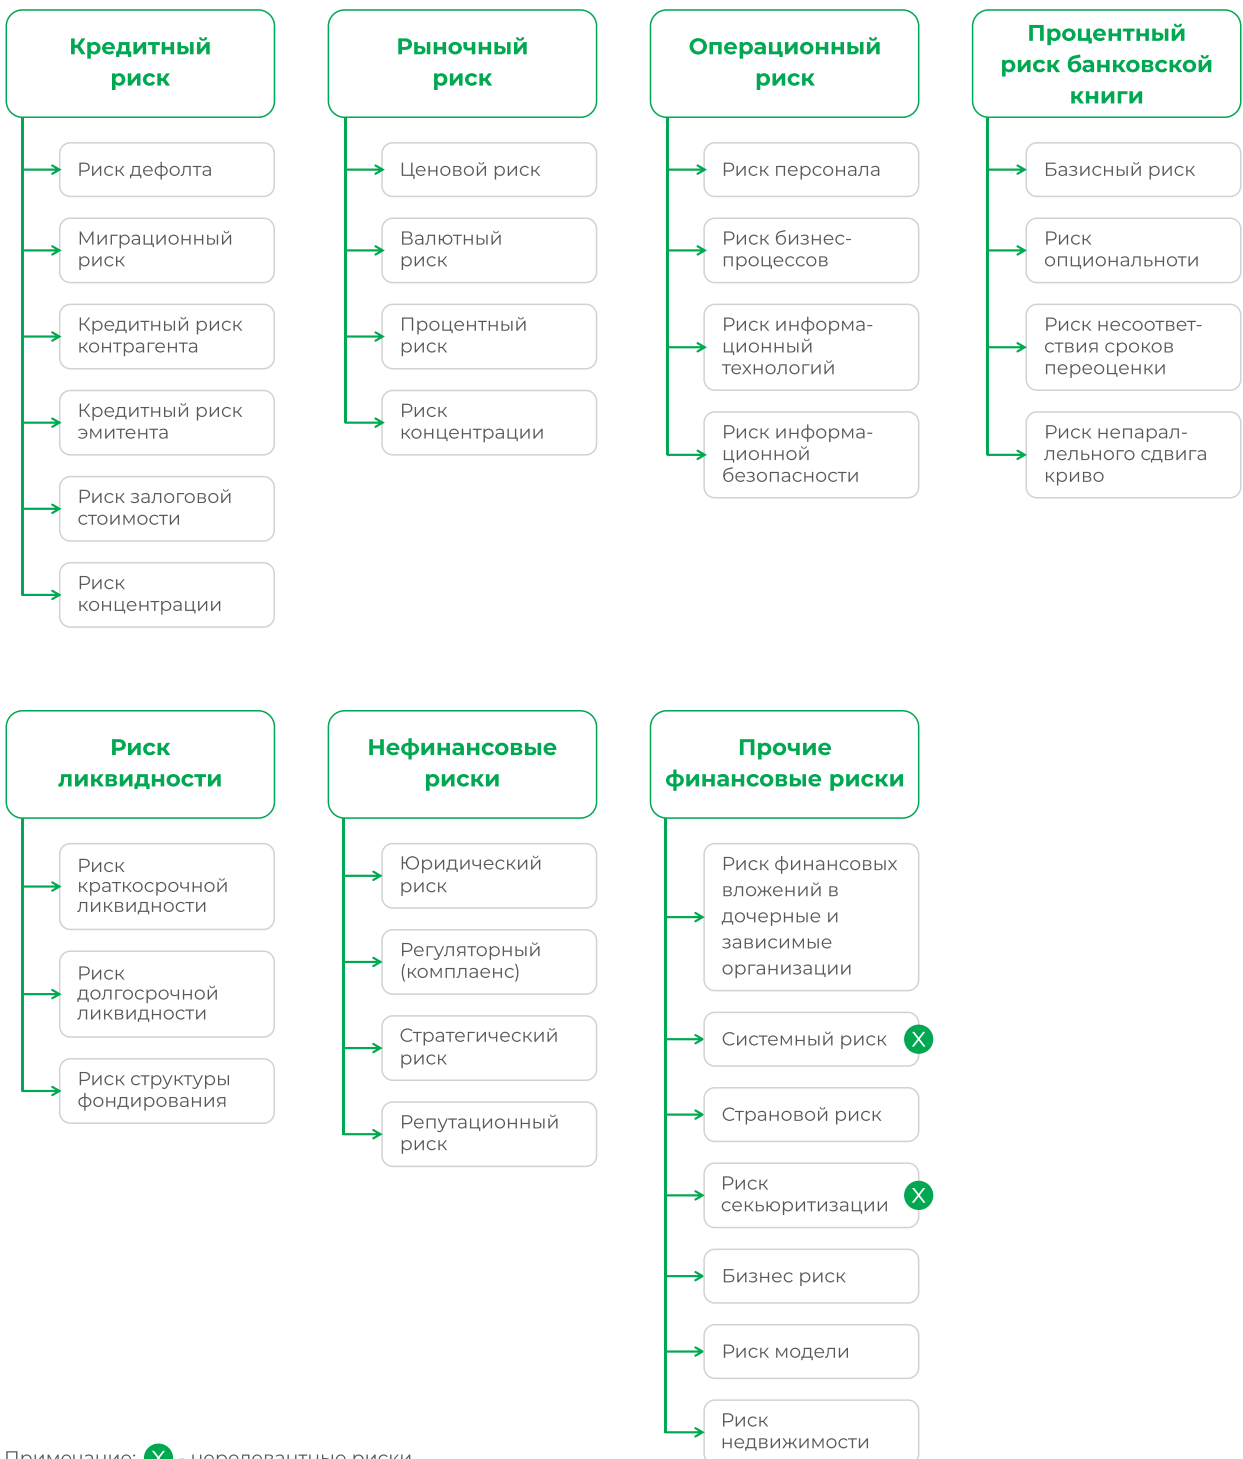 Кредитный
риск
Риск дефолта
Миграционный
риск
Кредитный риск
контрагента
Кредитный риск
эмитента
Риск залоговой
стоимости
Риск
концентрации
Рыночный
риск
Ценовой риск
Валютный
риск
Процентный
риск
Риск
концентрации
Операционный
риск
Риск персонала
Риск бизнес-
процессов
Риск информа-
ционный
технологий
Риск информа-
ционной
безопасности
Процентный
риск банковской
книги
Базисный риск
Риск
опциональноти
Риск несоответ-
ствия сроков
переоценки
Риск непарал-
лельного сдвига
криво
Риск
ликвидности
Риск
краткосрочной
ликвидности
Риск
долгосрочной
ликвидности
Риск структуры
фондирования
Нефинансовые
риски
Юридический
риск
Регуляторный
(комплаенс)
Стратегический
риск
Репутационный
риск
Прочие
финансовые риски
Риск финансовых
вложений в
дочерные и
зависимые
организации
Системный риск X
Страновой риск
Риск
секьюритизации X
Бизнес риск
Риск модели
Риск
недвижимости
Примечание: X - нерелевантные риски